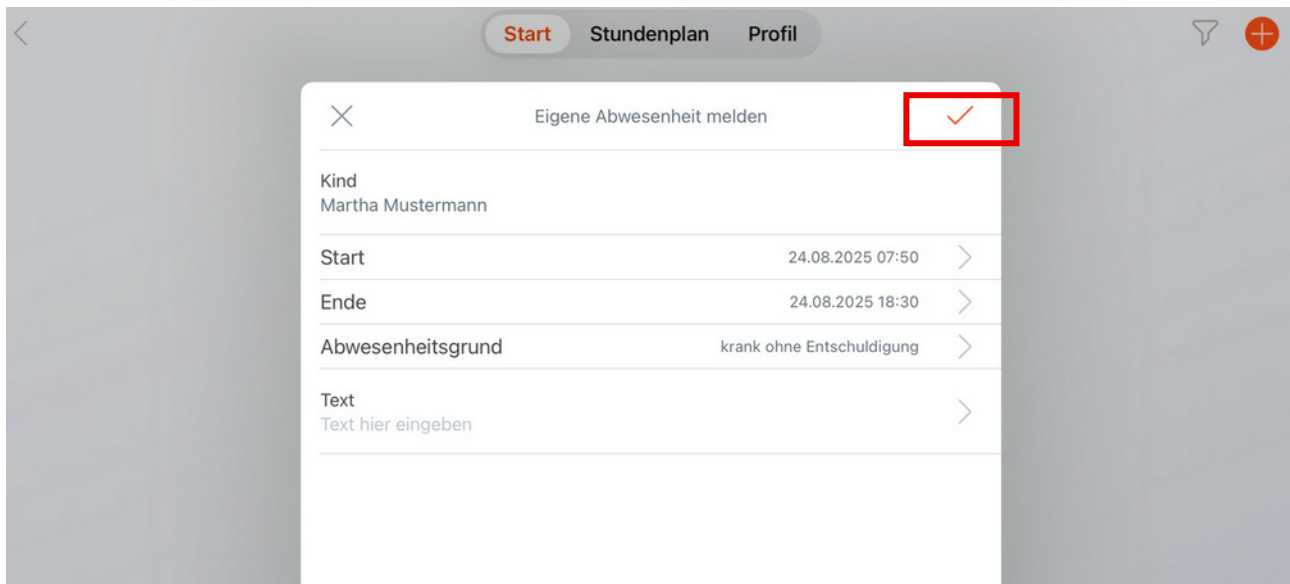 Start Stundenplan Profil
Eigene Abwesenheit melden
Kind
Martha Mustermann
Start 24.08.2025 07:50
Ende 24.08.2025 18:30
Abwesenheitsgrund krank ohne Entschuldigung
Text
Text hier eingeben